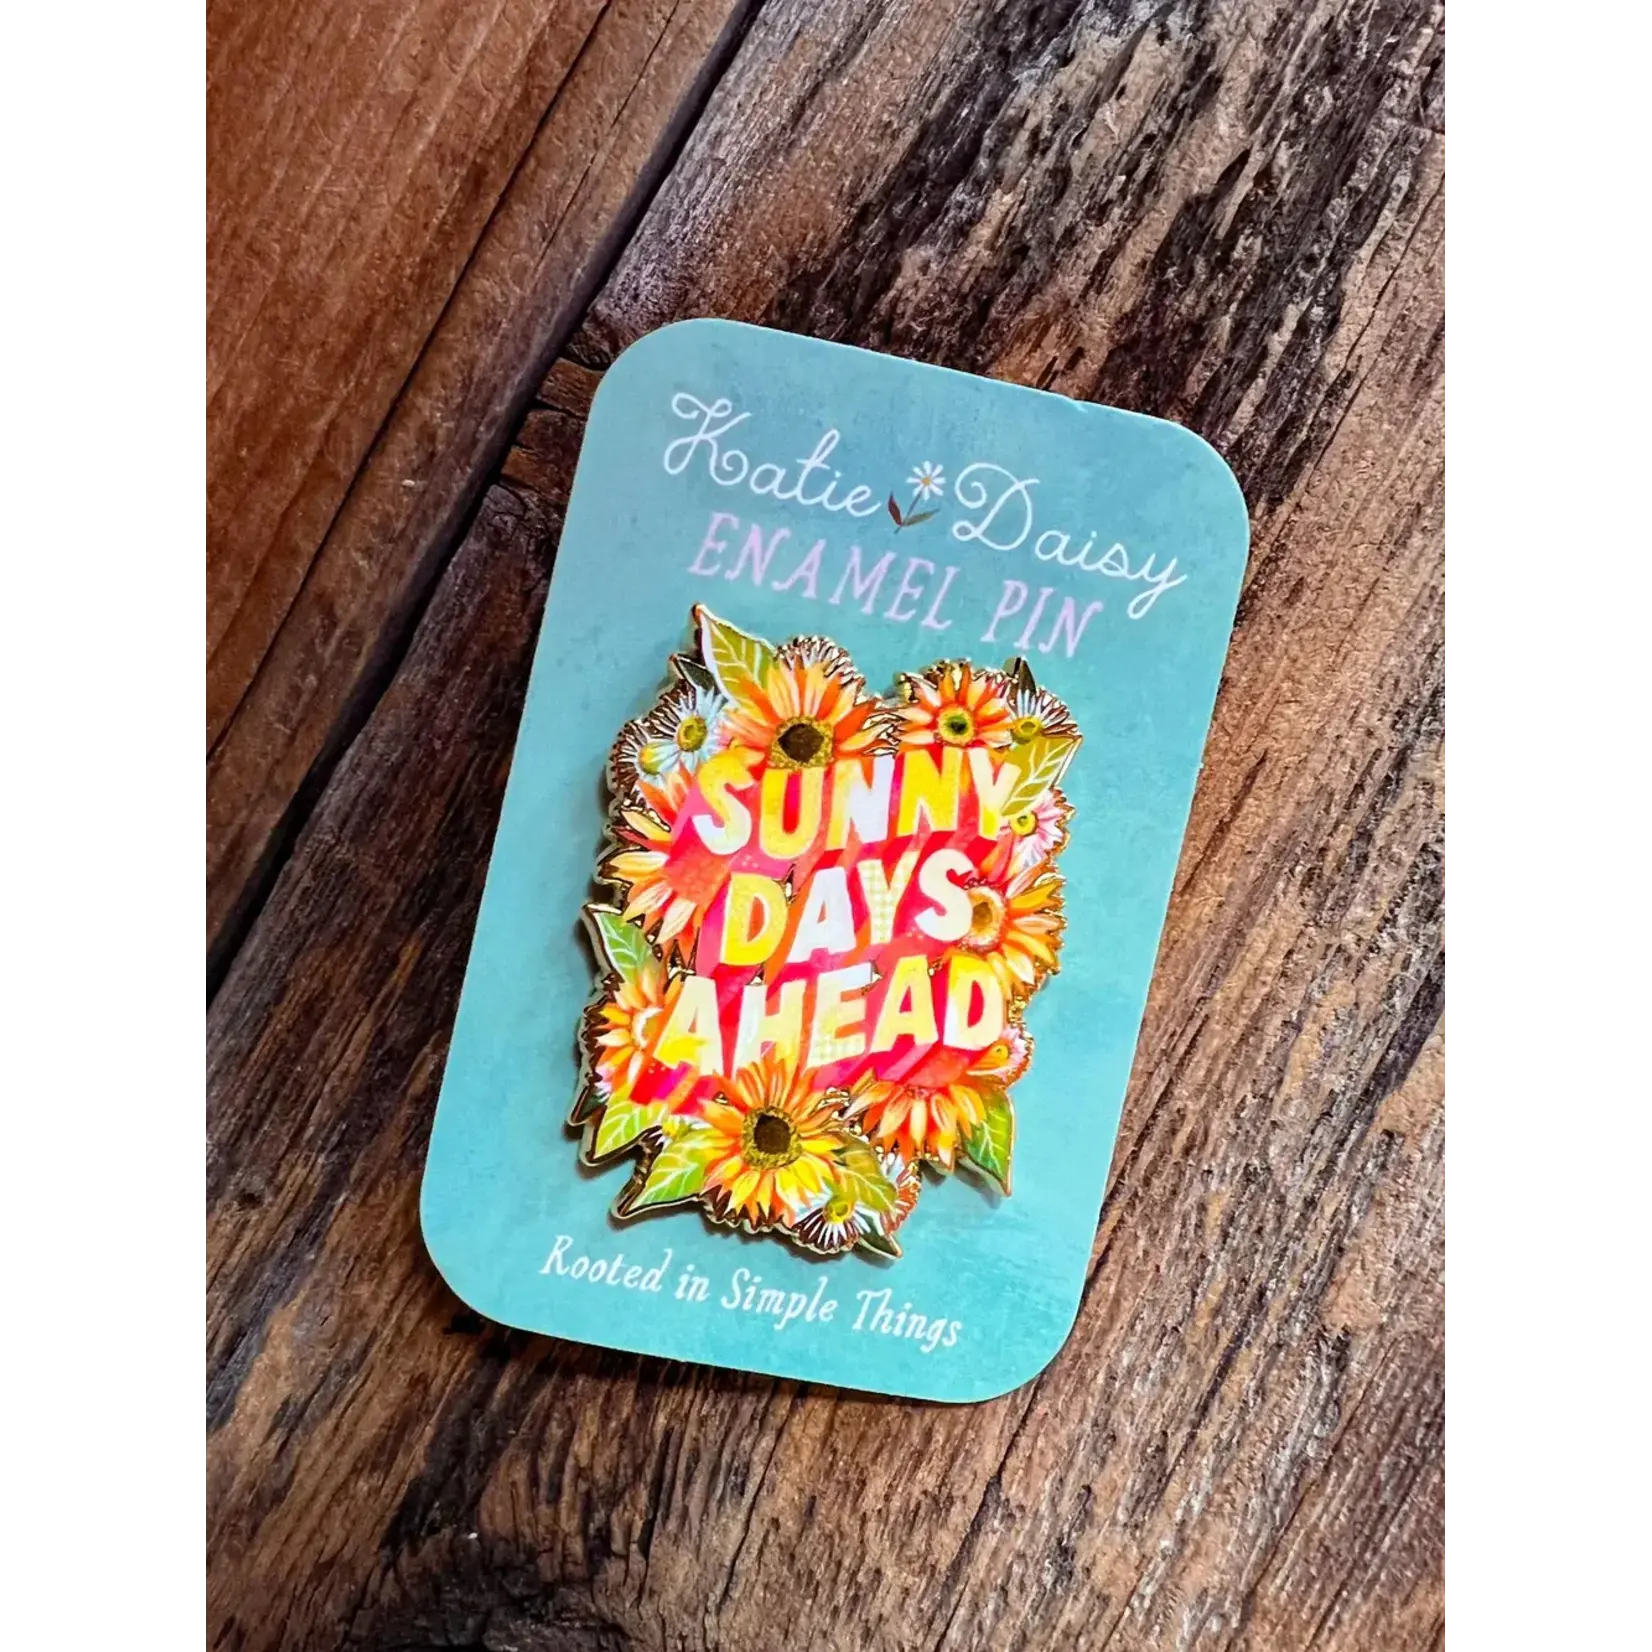 Katie Daisy
ENAMEL PIN
SUNNY
DAYS
AHEAD
Rooted in Simple Things